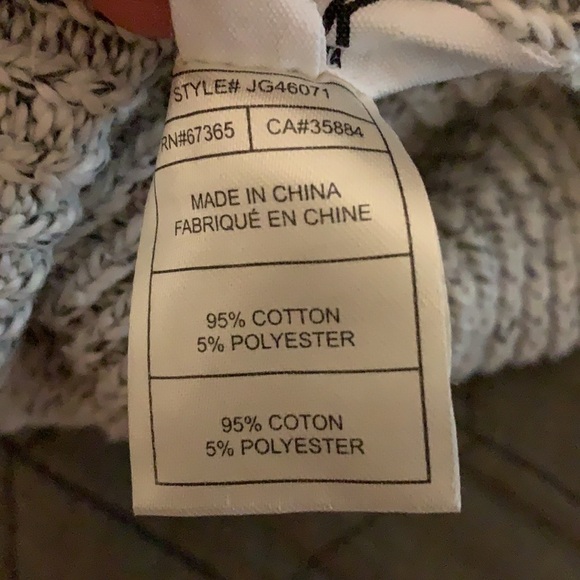 STYLE# JG46071
RN#67365 CA#35884
MADE IN CHINA
FABRIQUÉ EN CHINE
95% COTTON
5% POLYESTER
95% COTON
5% POLYESTER